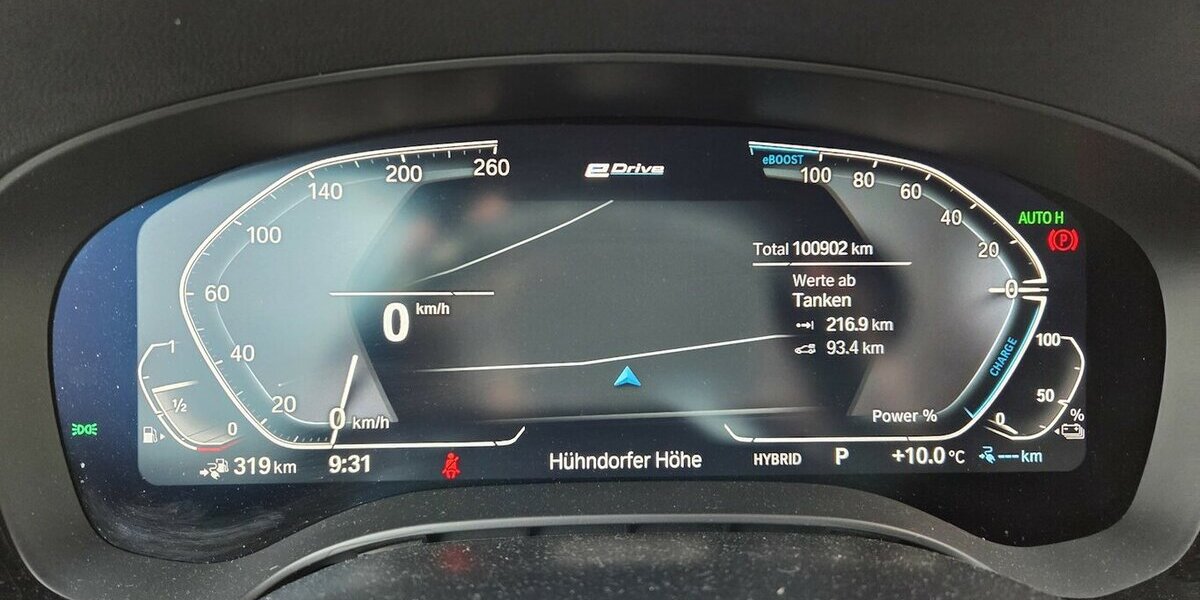 eDrive
260
200
140
100
60
40
20
0 km/h
0 km/h
eBOOST
100
80
60
40
20
0
CHARGE
Power %
AUTO H
P
Total 100902 km
Werte ab
Tanken
216.9 km
93.4 km
1
½
0
100
50
0
%
319 km
9:31
Hühndorfer Höhe
HYBRID
P
+10.0 °C
--- km